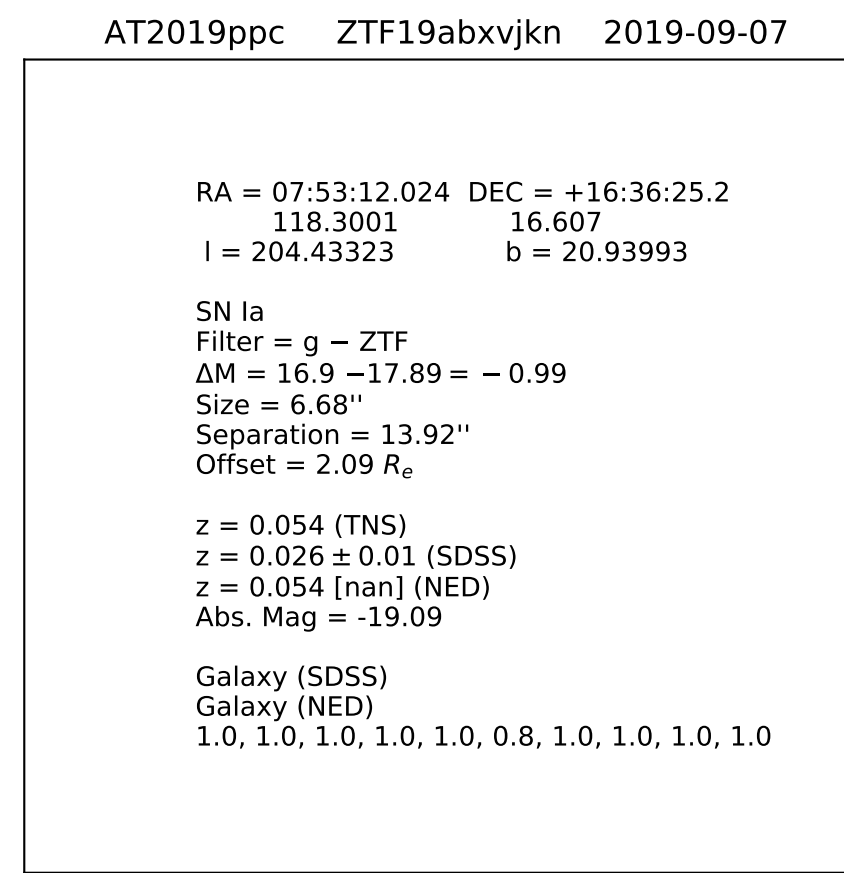 AT2019ppc ZTF19abxvjkn 2019-09-07
RA = 07:53:12.024 DEC = +16:36:25.2
118.3001 16.607
l = 204.43323 b = 20.93993
SN Ia
Filter = g − ZTF
ΔM = 16.9 −17.89 = − 0.99
Size = 6.68''
Separation = 13.92''
Offset = 2.09 Rₑ
z = 0.054 (TNS)
z = 0.026 ± 0.01 (SDSS)
z = 0.054 [nan] (NED)
Abs. Mag = -19.09
Galaxy (SDSS)
Galaxy (NED)
1.0, 1.0, 1.0, 1.0, 1.0, 0.8, 1.0, 1.0, 1.0, 1.0